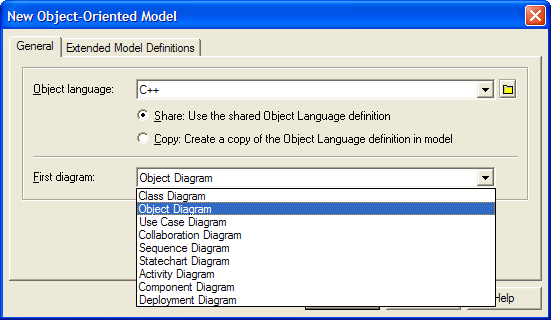 New Object-Oriented Model
General
Extended Model Definitions
Object language:
C++
Share: Use the shared Object Language definition
Copy: Create a copy of the Object Language definition in model
First diagram:
Object Diagram
Class Diagram
Object Diagram
Use Case Diagram
Collaboration Diagram
Sequence Diagram
Statechart Diagram
Activity Diagram
Component Diagram
Deployment Diagram
Help